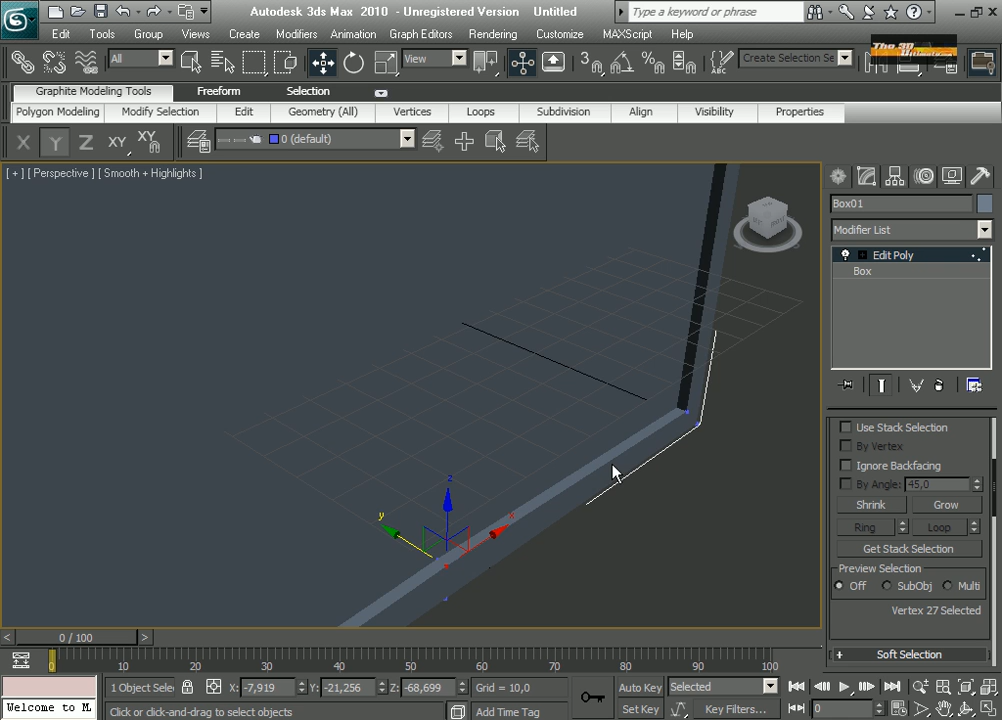 Autodesk 3ds Max 2010 - Unregistered Version Untitled
Type a keyword or phrase
Edit Tools Group Views Create Modifiers Animation Graph Editors Rendering Customize MAXScript Help
All View 3 Create Selection Se
Graphite Modeling Tools Freeform Selection
Polygon Modeling Modify Selection Edit Geometry (All) Vertices Loops Subdivision Align Visibility Properties
X Y Z XY XY 0 (default)
[ + ] [ Perspective ] [ Smooth + Highlights ]
Box01
Modifier List
Edit Poly
Box
Use Stack Selection
By Vertex
Ignore Backfacing
By Angle: 45,0
Shrink Grow
Ring Loop
Get Stack Selection
Preview Selection
Off SubObj Multi
Vertex 27 Selected
+ Soft Selection
z
y x
< 0 / 100 >
0 10 20 30 40 50 60 70 80 90 100
1 Object Sele X: -7,919 Y: -21,256 Z: -68,699 Grid = 10,0 Auto Key Selected
Welcome to M. Click or click-and-drag to select objects Add Time Tag Set Key Key Filters... 0